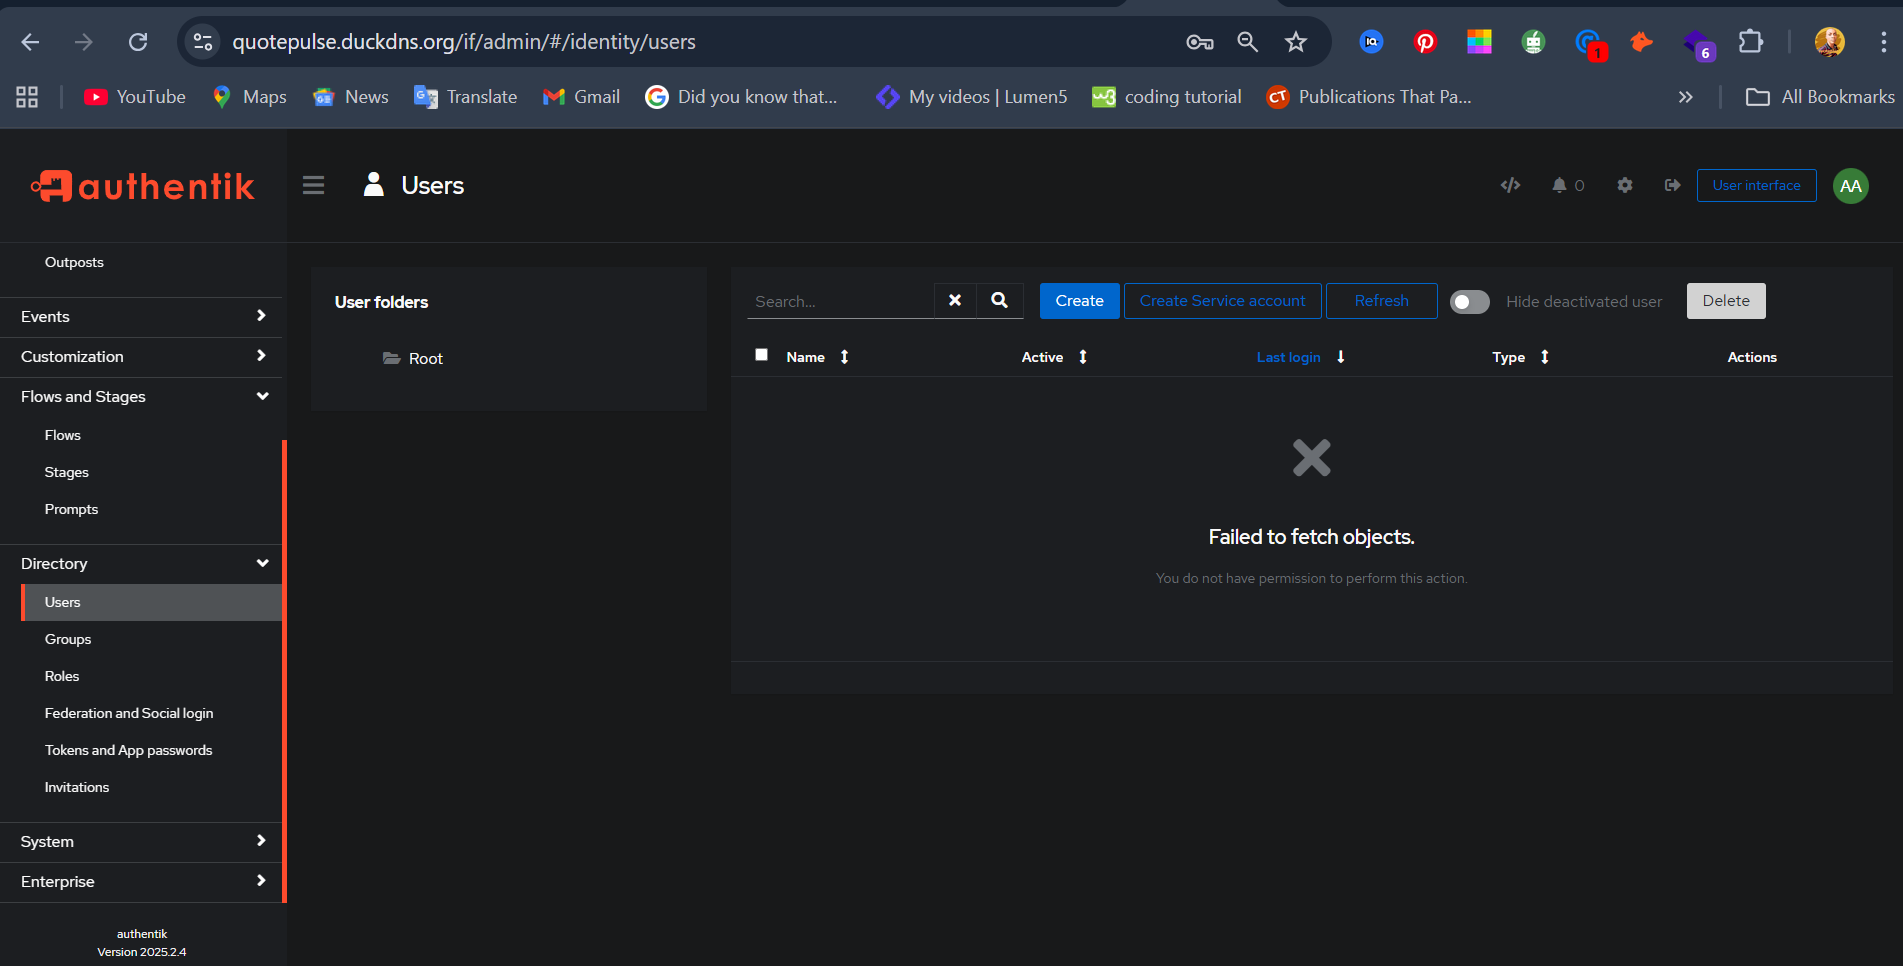 quotepulse.duckdns.org/if/admin/#/identity/users
1
6
YouTube
Maps
News
Translate
Gmail
Did you know that...
My videos | Lumen5
coding tutorial
Publications That Pa...
All Bookmarks
authentik
Users
0
User interface
AA
Outposts
Events
Customization
Flows and Stages
Flows
Stages
Prompts
Directory
Users
Groups
Roles
Federation and Social login
Tokens and App passwords
Invitations
System
Enterprise
authentik
Version 2025.2.4
User folders
Root
Search...
Create
Create Service account
Refresh
Hide deactivated user
Delete
Name
Active
Last login
Type
Actions
Failed to fetch objects.
You do not have permission to perform this action.